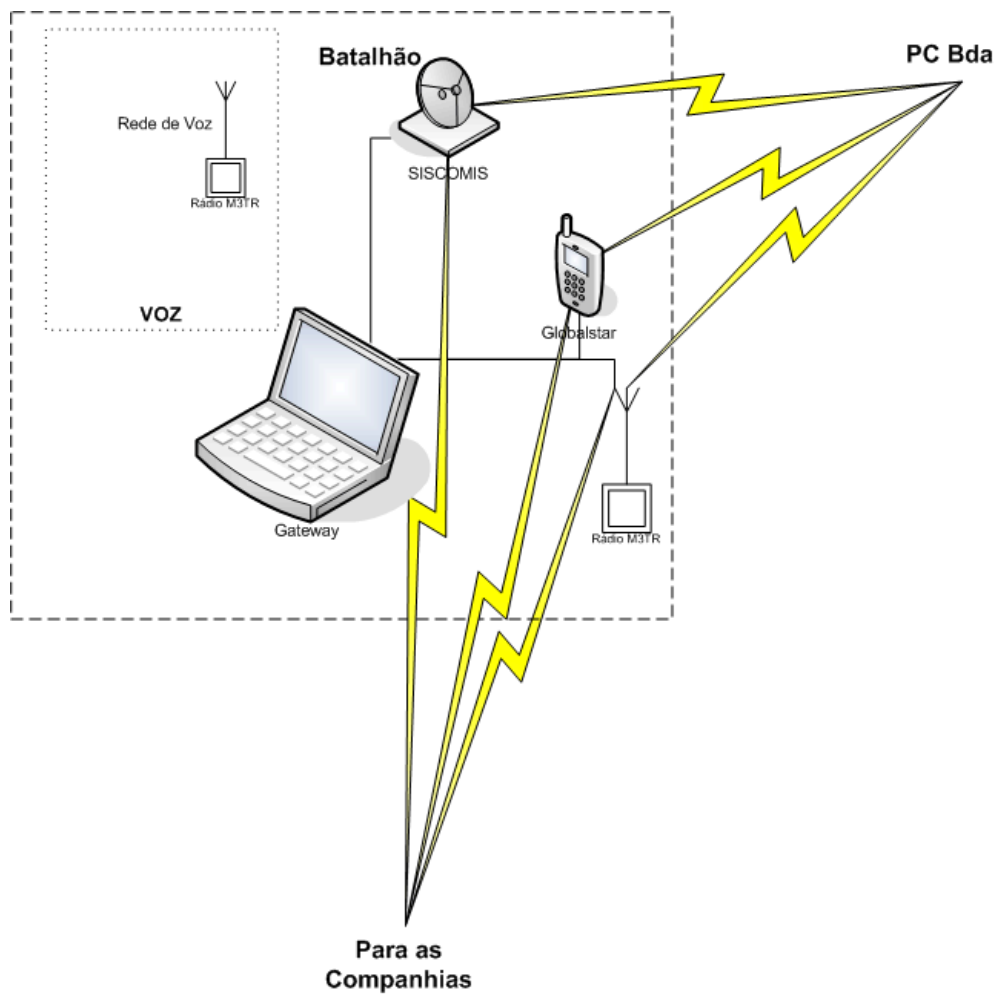 Batalhão
PC Bda
Rede de Voz
SISCOMIS
Rádio M3TR
VOZ
Globalstar
Gateway
Rádio M3TR
Para as
Companhias